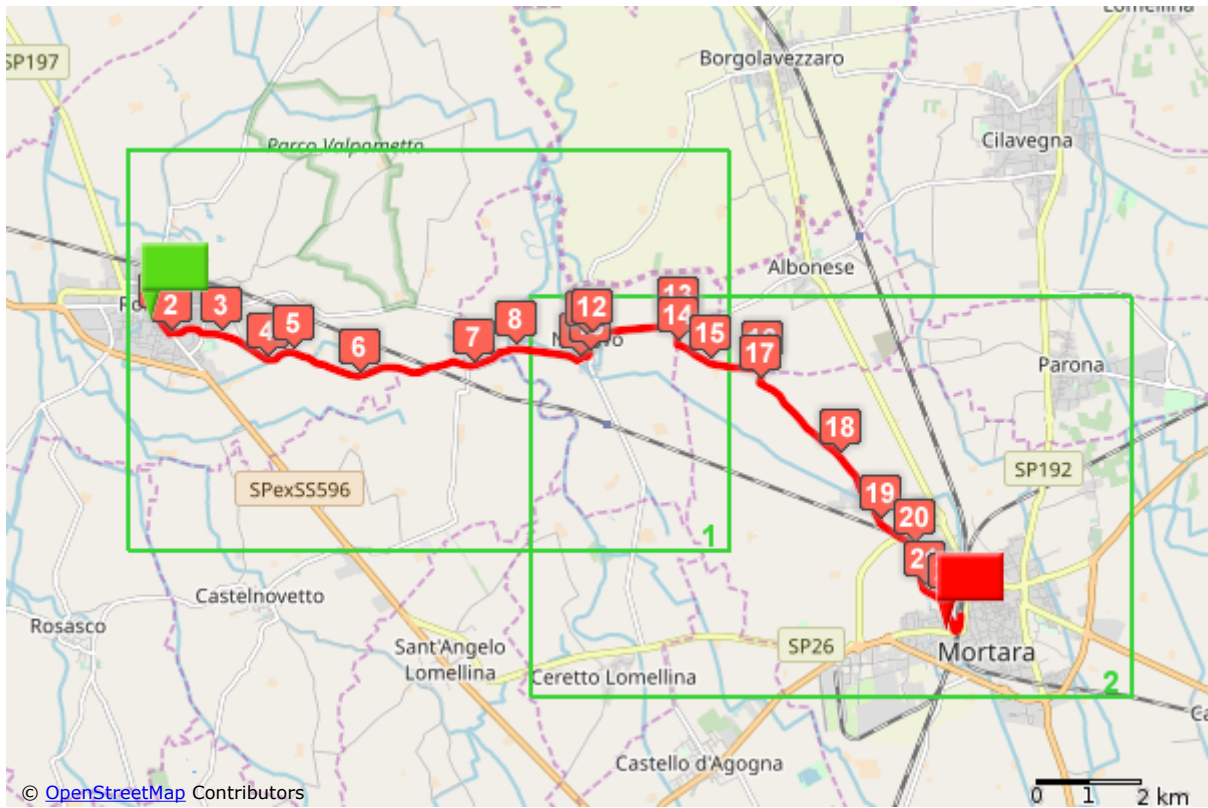 Lomellina
SP197
Borgolavezzaro
Parco Valpometto
Cilavegna
Albonese
2
3
4
5
6
7
8
12
14
15
17
Parona
18
SP192
19
SPexSS596
20
1
Castelnovetto
Rosasco
Sant'Angelo
Lomellina
SP26
Mortara
Ceretto Lomellina
2
Castello d'Agogna
© OpenStreetMap Contributors
0 1 2 km